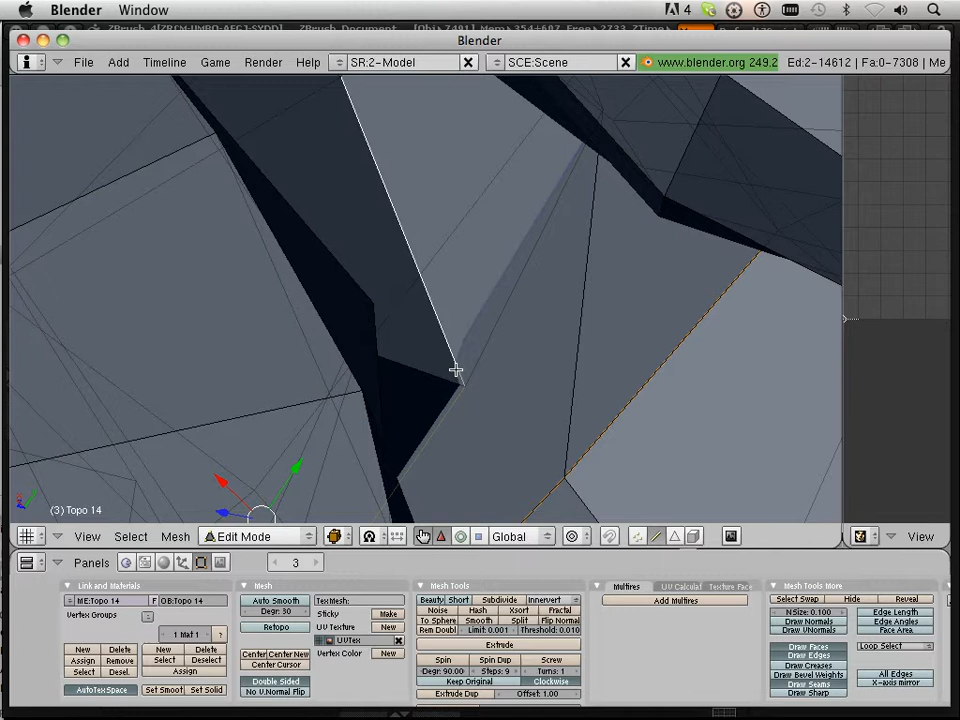 Blender Window 4
Blender
File Add Timeline Game Render Help SR:2-Model SCE:Scene www.blender.org 249.2 Ed:2-14612 | Fa:0-7308 | Me
(3) Topo 14
View Select Mesh Edit Mode Global View
Panels 3
Link and Materials
ME:Topo 14 F OB:Topo 14
Vertex Groups
1 Mat 1 ?
New Delete New Delete
Assign Remove Select Deselect
Select Desel. Assign
AutoTexSpace Set Smoot Set Solid
Mesh
Auto Smooth
Degr: 30
Retopo
Center Center New
Center Cursor
Double Sided
No V.Normal Flip
TexMesh:
Sticky Make
UV Texture New
UVTex
Vertex Color New
Mesh Tools
Beauty Short Subdivide Innervert
Noise Hash Xsort Fractal
To Sphere Smooth Split Flip Normal
Rem Doubl Limit: 0.001 Threshold: 0.010
Extrude
Spin Spin Dup Screw
Degr: 90.00 Steps: 9 Turns: 1
Keep Original Clockwise
Extrude Dup Offset: 1.00
Multires UV Calculat Texture Face
Add Multires
Mesh Tools More
Select Swap Hide Reveal
NSize: 0.100
Draw Normals
Draw VNormals
Edge Length
Edge Angles
Face Area
Draw Faces
Draw Edges
Draw Creases
Draw Bevel Weights
Draw Seams
Draw Sharp
Loop Select
All Edges
X-axis mirror